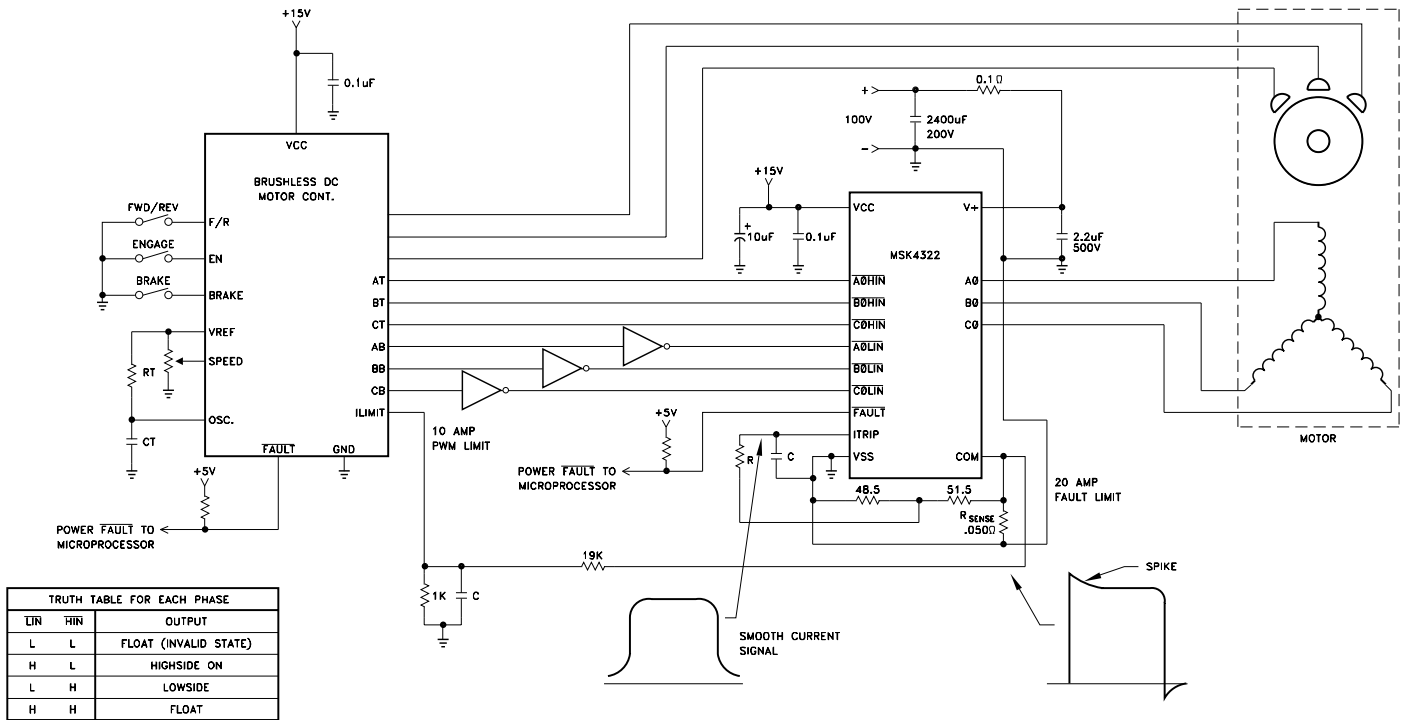 +15V
0.1uF
VCC
BRUSHLESS DC
MOTOR CONT.
FWD/REV
F/R
ENGAGE
EN
BRAKE
BRAKE
VREF
SPEED
RT
OSC.
CT
FAULT
GND
+5V
POWER FAULT TO
MICROPROCESSOR
AT
BT
CT
AB
BB
CB
ILIMIT
10 AMP
PWM LIMIT
+5V
POWER FAULT TO
MICROPROCESSOR
+
100V
−
2400uF
200V
0.1Ω
+15V
+
10uF
0.1uF
VCC
V+
MSK4322
2.2uF
500V
AØHIN
BØHIN
CØHIN
AØLIN
BØLIN
CØLIN
FAULT
ITRIP
VSS
AØ
BØ
CØ
COM
R
C
48.5
51.5
R SENSE
.050Ω
20 AMP
FAULT LIMIT
MOTOR
19K
1K
C
SMOOTH CURRENT
SIGNAL
SPIKE
TRUTH TABLE FOR EACH PHASE
LIN HIN OUTPUT
L L FLOAT (INVALID STATE)
H L HIGHSIDE ON
L H LOWSIDE
H H FLOAT